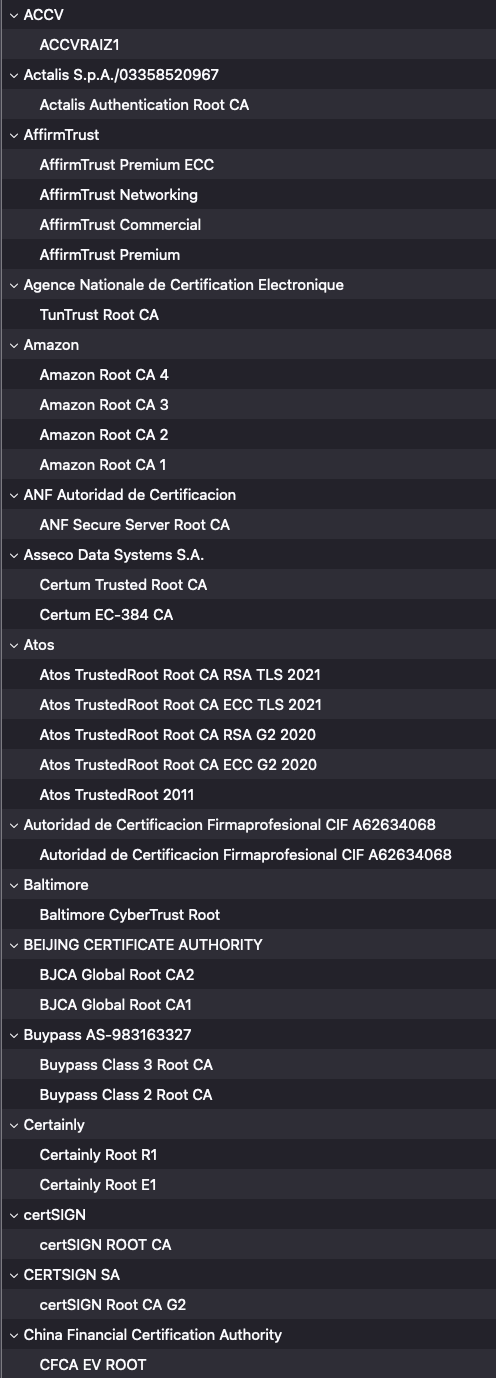 ACCV
ACCVRAIZ1
Actalis S.p.A./03358520967
Actalis Authentication Root CA
AffirmTrust
AffirmTrust Premium ECC
AffirmTrust Networking
AffirmTrust Commercial
AffirmTrust Premium
Agence Nationale de Certification Electronique
TunTrust Root CA
Amazon
Amazon Root CA 4
Amazon Root CA 3
Amazon Root CA 2
Amazon Root CA 1
ANF Autoridad de Certificacion
ANF Secure Server Root CA
Asseco Data Systems S.A.
Certum Trusted Root CA
Certum EC-384 CA
Atos
Atos TrustedRoot Root CA RSA TLS 2021
Atos TrustedRoot Root CA ECC TLS 2021
Atos TrustedRoot Root CA RSA G2 2020
Atos TrustedRoot Root CA ECC G2 2020
Atos TrustedRoot 2011
Autoridad de Certificacion Firmaprofesional CIF A62634068
Autoridad de Certificacion Firmaprofesional CIF A62634068
Baltimore
Baltimore CyberTrust Root
BEIJING CERTIFICATE AUTHORITY
BJCA Global Root CA2
BJCA Global Root CA1
Buypass AS-983163327
Buypass Class 3 Root CA
Buypass Class 2 Root CA
Certainly
Certainly Root R1
Certainly Root E1
certSIGN
certSIGN ROOT CA
CERTSIGN SA
certSIGN Root CA G2
China Financial Certification Authority
CFCA EV ROOT